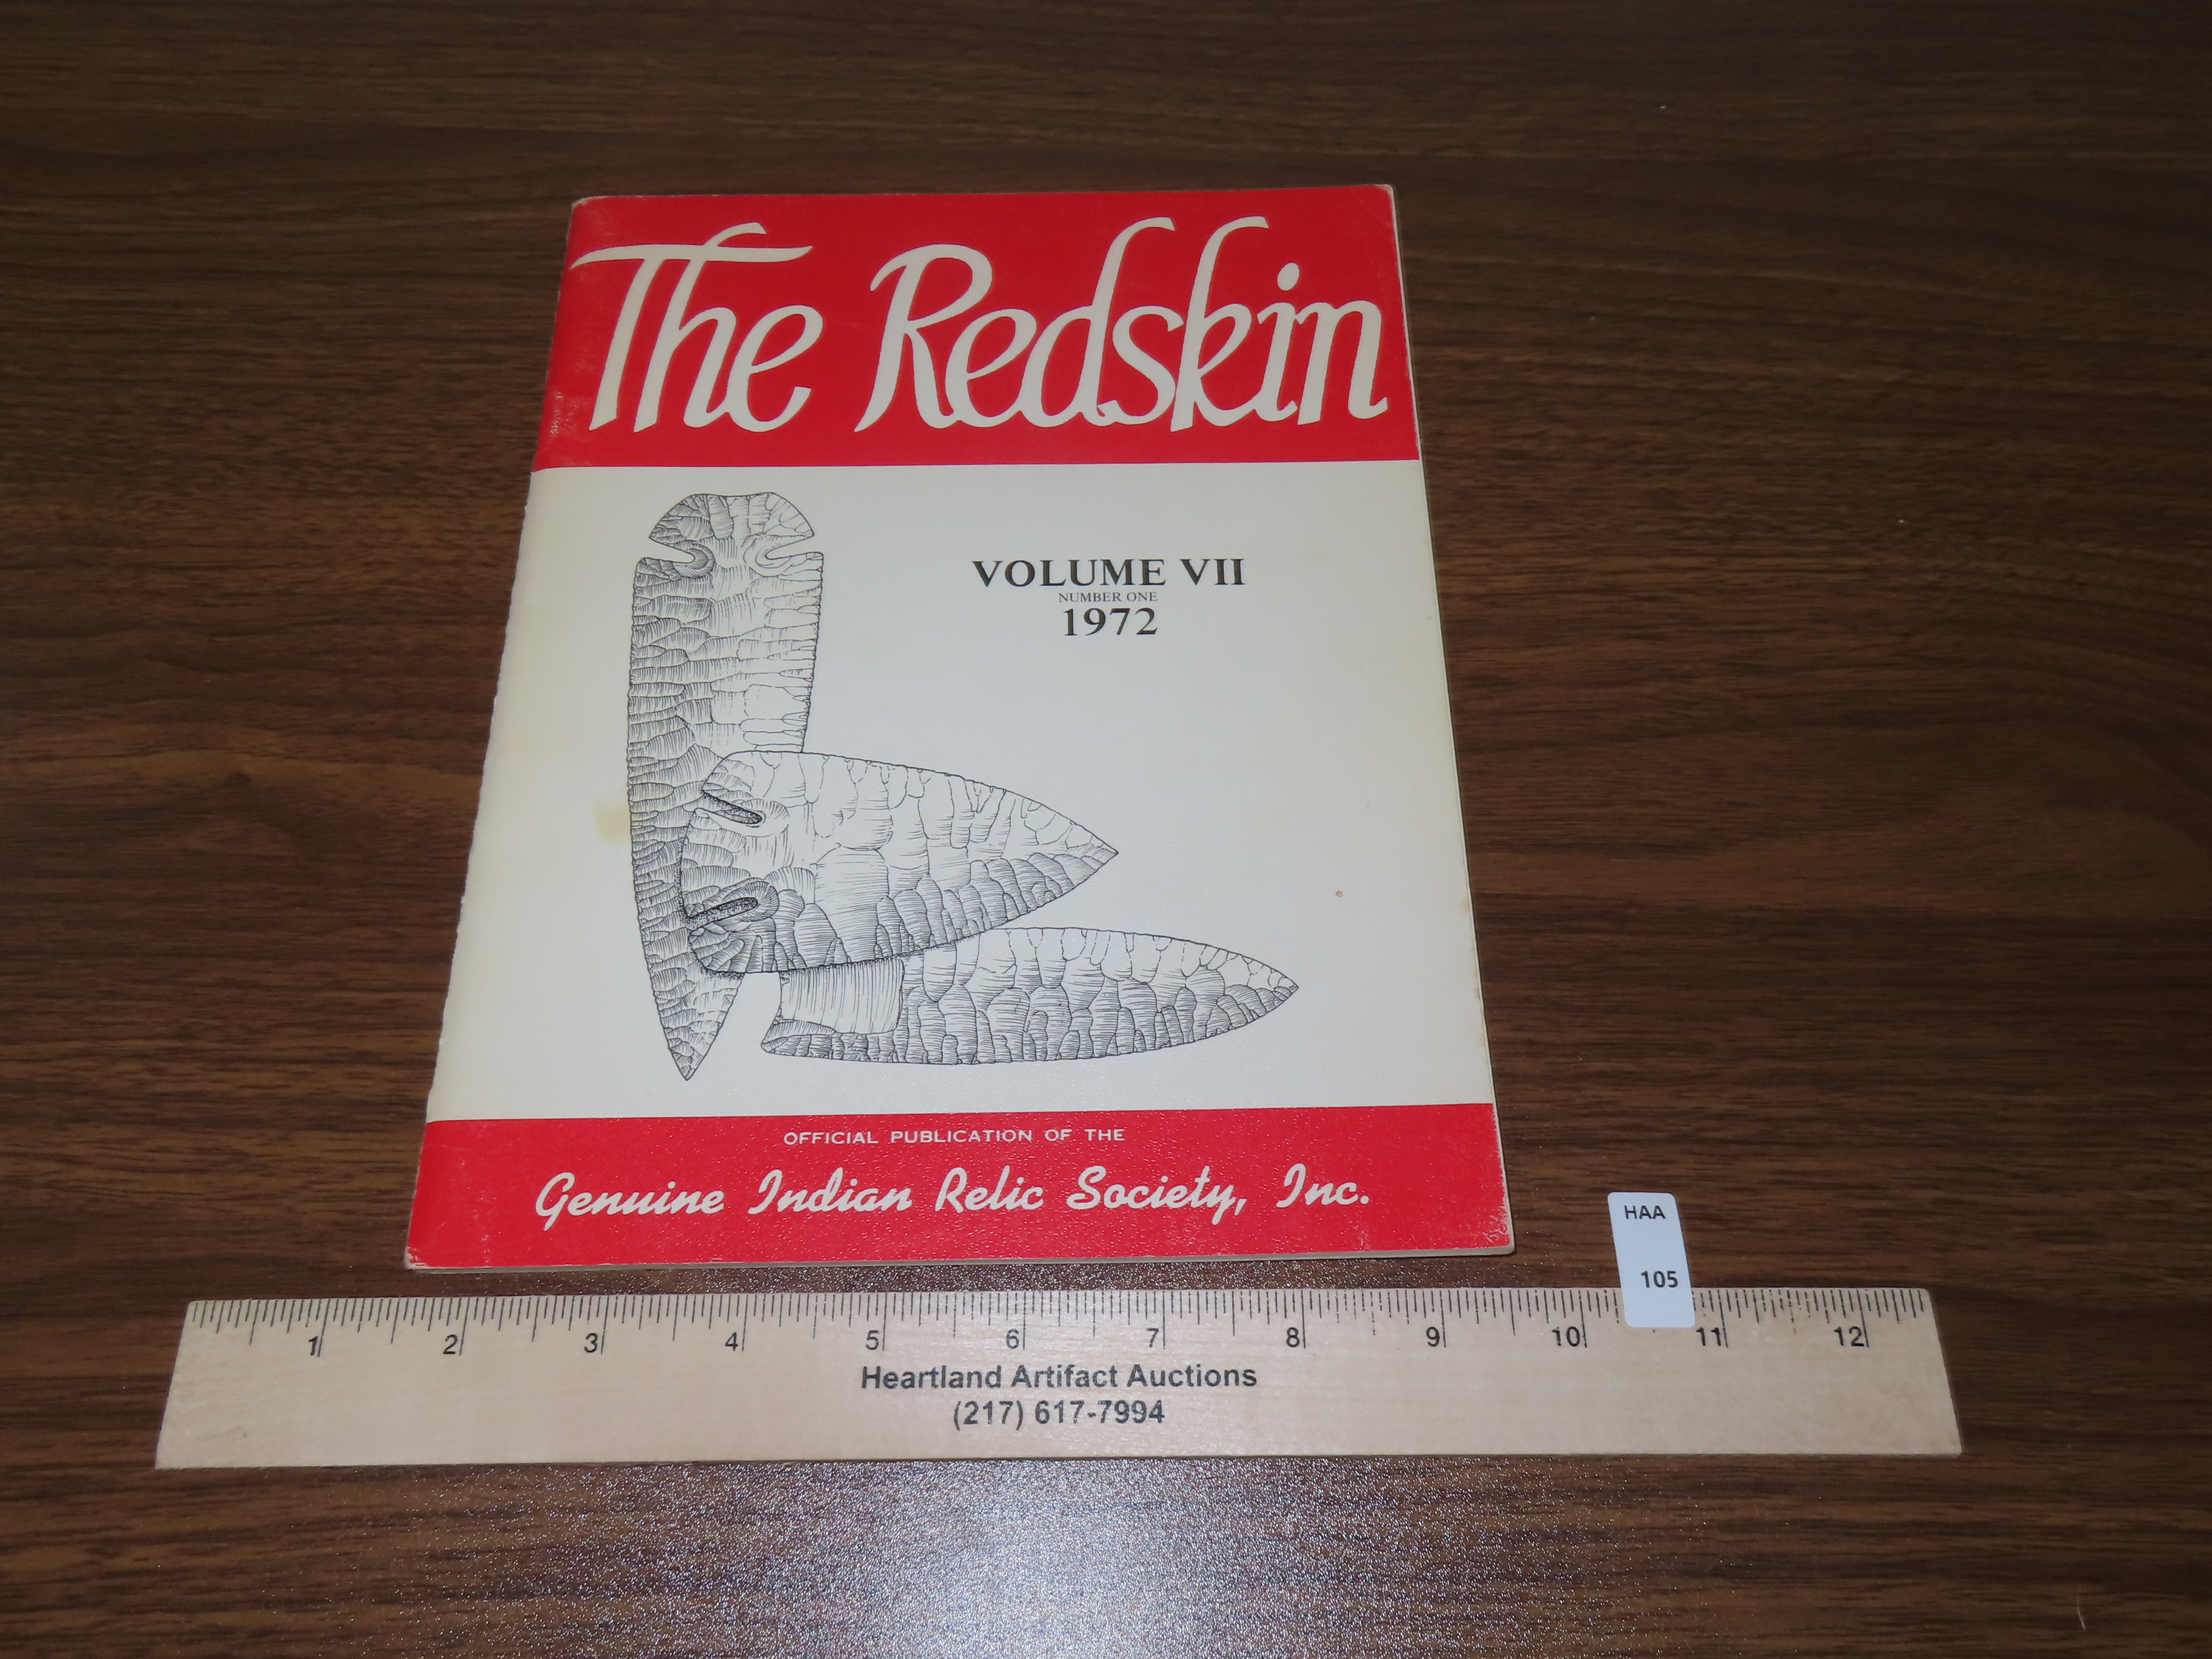 The Redskin
VOLUME VII
NUMBER ONE
1972
OFFICIAL PUBLICATION OF THE
Genuine Indian Relic Society, Inc.
HAA
105
1 2 3 4 5 6 7 8 9 10 11 12
Heartland Artifact Auctions
(217) 617-7994